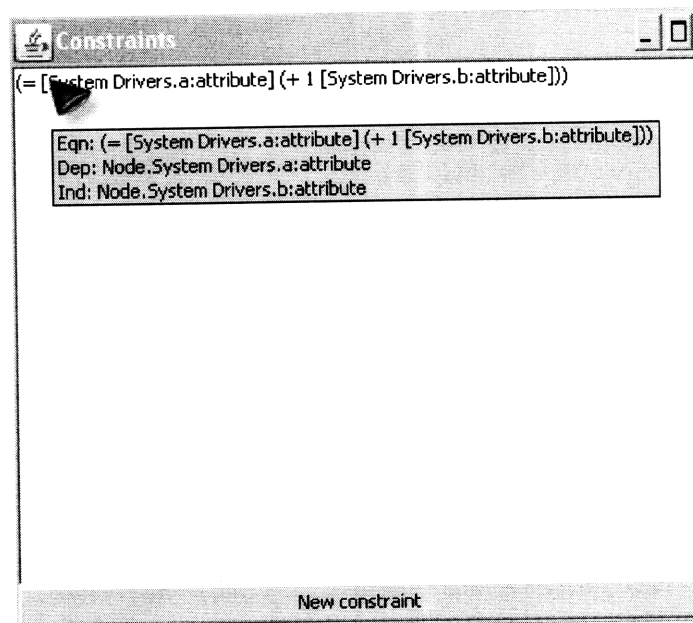 Constraints
(= [System Drivers.a:attribute] (+ 1 [System Drivers.b:attribute]))
Eqn: (= [System Drivers.a:attribute] (+ 1 [System Drivers.b:attribute]))
Dep: Node.System Drivers.a:attribute
Ind: Node.System Drivers.b:attribute
New constraint